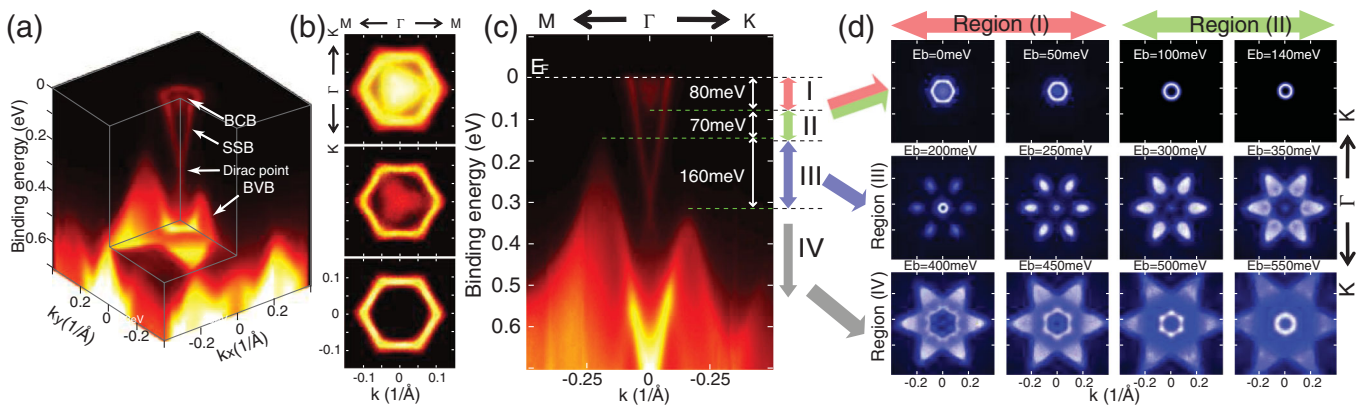 (a)
0
0.2
0.4
0.6
Binding energy (eV)
BCB
SSB
Dirac point
BVB
0.2
0
-0.2
ky(1/Å)
-0.2
0
0.2
kx(1/Å)
(b)
M ← Γ → M
K ← Γ → K
0.1
0
-0.1
-0.1 0 0.1
k (1/Å)
(c)
M Γ K
EF
0
0.1
0.2
0.3
0.4
0.5
0.6
Binding energy (eV)
80meV
70meV
160meV
I
II
III
IV
-0.25 0 -0.25
k (1/Å)
(d)
Region (I) Region (II)
Eb=0meV Eb=50meV Eb=100meV Eb=140meV
Region (III)
Eb=200meV Eb=250meV Eb=300meV Eb=350meV
Region (IV)
Eb=400meV Eb=450meV Eb=500meV Eb=550meV
-0.2 0 0.2 -0.2 0 0.2 -0.2 0 0.2 -0.2 0 0.2
k (1/Å)
K ← Γ → K